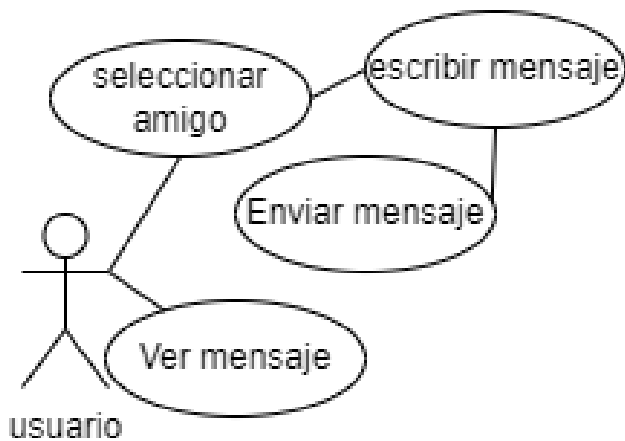 seleccionar
amigo
escribir mensaje
Enviar mensaje
Ver mensaje
usuario